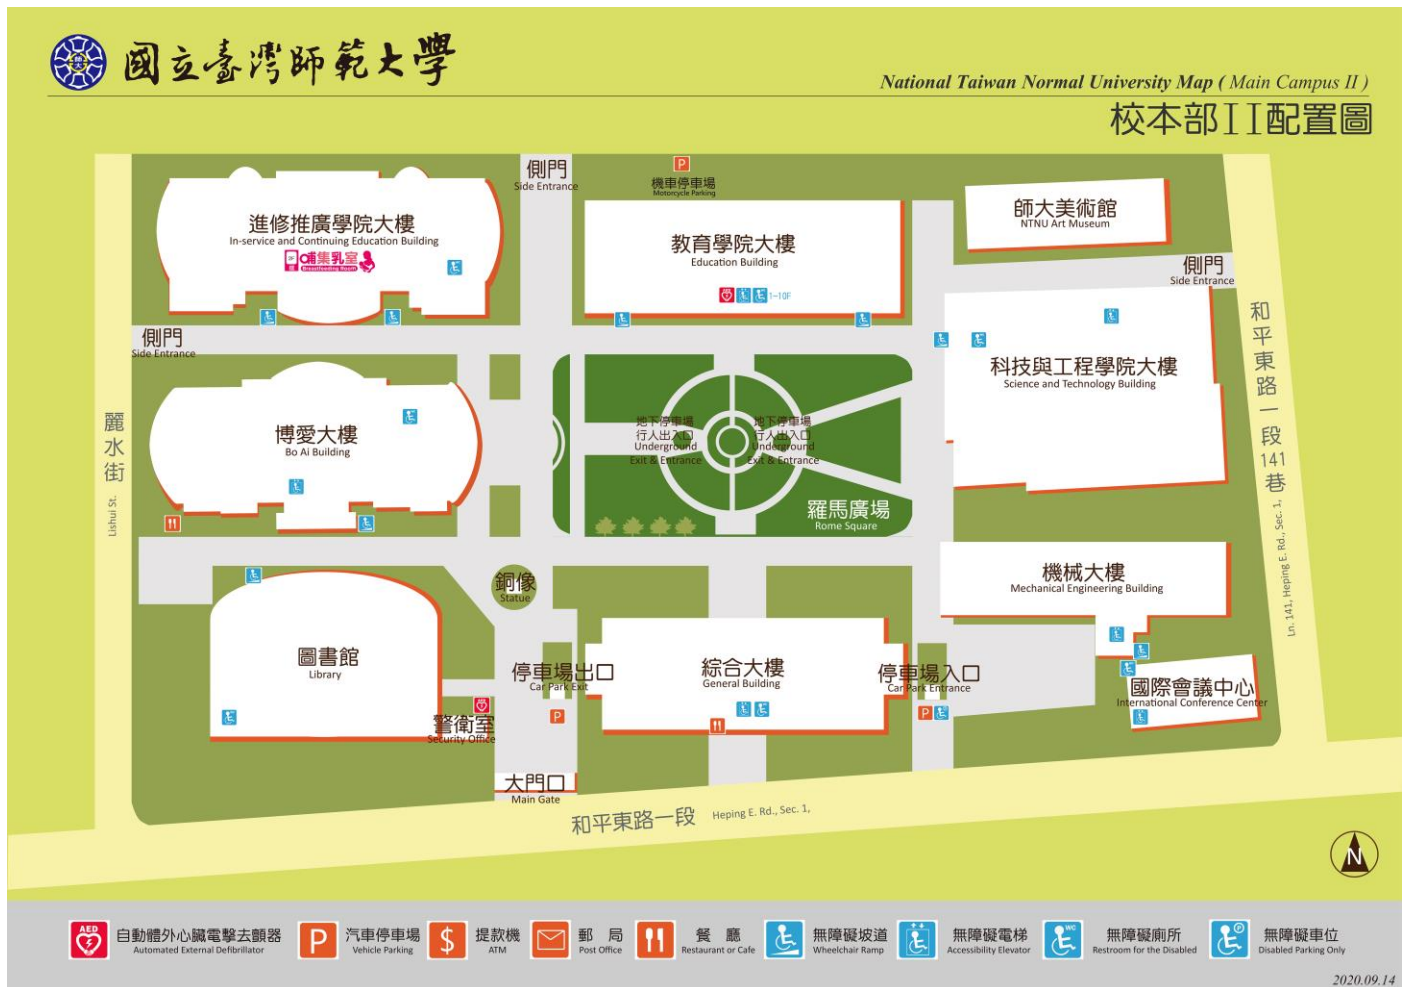 國立臺灣師範大學
National Taiwan Normal University Map ( Main Campus II )
校本部II配置圖
側門
Side Entrance
P
機車停車場
Motorcycle Parking
進修推廣學院大樓
In-service and Continuing Education Building
哺集乳室
Breastfeeding Room
教育學院大樓
Education Building
1~10F
師大美術館
NTNU Art Museum
側門
Side Entrance
側門
Side Entrance
科技與工程學院大樓
Science and Technology Building
博愛大樓
Bo Ai Building
地下停車場
行人出入口
Underground
Exit & Entrance
地下停車場
行人出入口
Underground
Exit & Entrance
羅馬廣場
Rome Square
麗水街
Lishui St.
和平東路一段141巷
Ln. 141, Heping E. Rd., Sec. 1,
銅像
Statue
機械大樓
Mechanical Engineering Building
圖書館
Library
停車場出口
Car Park Exit
P
綜合大樓
General Building
停車場入口
Car Park Entrance
P
國際會議中心
International Conference Center
警衛室
Security Office
大門口
Main Gate
和平東路一段 Heping E. Rd., Sec. 1,
N
AED
自動體外心臟電擊去顫器
Automated External Defibrillator
P
汽車停車場
Vehicle Parking
$
提款機
ATM
郵 局
Post Office
餐 廳
Restaurant or Cafe
無障礙坡道
Wheelchair Ramp
無障礙電梯
Accessibility Elevator
WC
無障礙廁所
Restroom for the Disabled
P
無障礙車位
Disabled Parking Only
2020.09.14